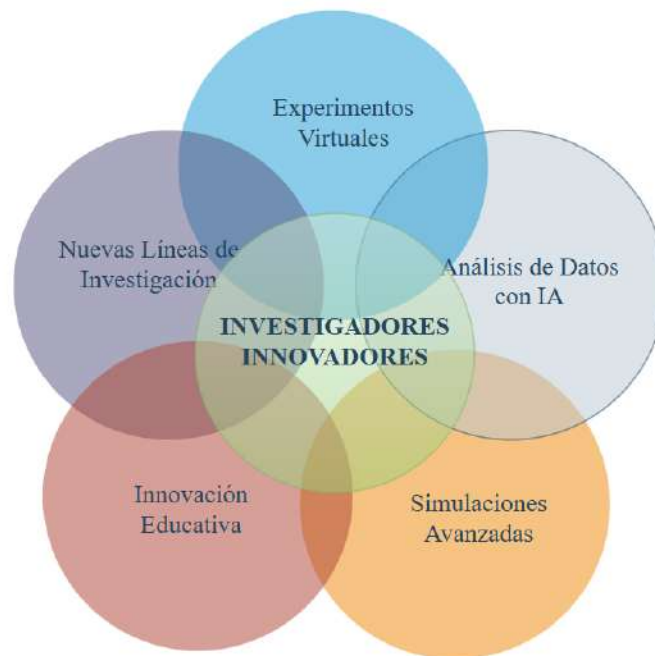 Experimentos
Virtuales
Nuevas Líneas de
Investigación
Análisis de Datos
con IA
INVESTIGADORES
INNOVADORES
Innovación
Educativa
Simulaciones
Avanzadas